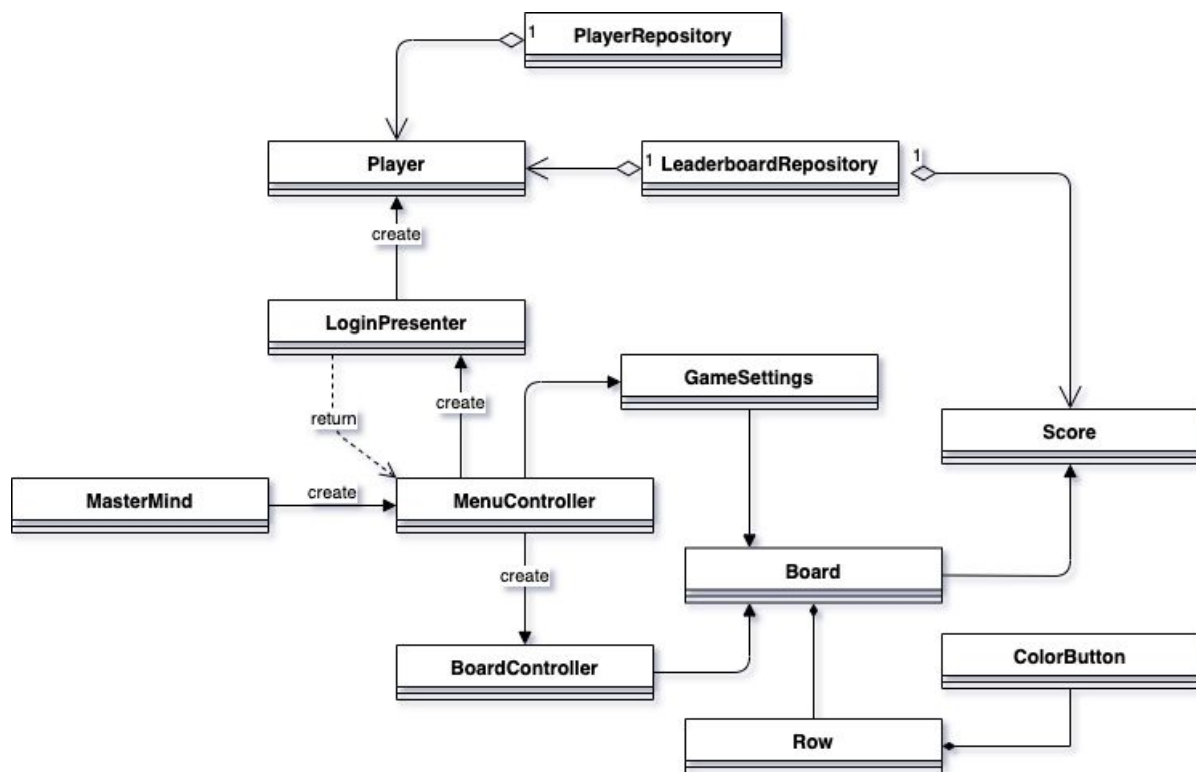 PlayerRepository
1
Player
1
LeaderboardRepository
1
create
LoginPresenter
create
return
GameSettings
Score
MasterMind
create
MenuController
create
Board
BoardController
ColorButton
Row